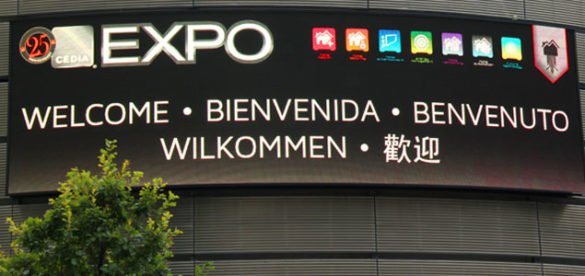 25 CEDIA EXPO
WELCOME • BIENVENIDA • BENVENUTO
WILKOMMEN • 歡迎